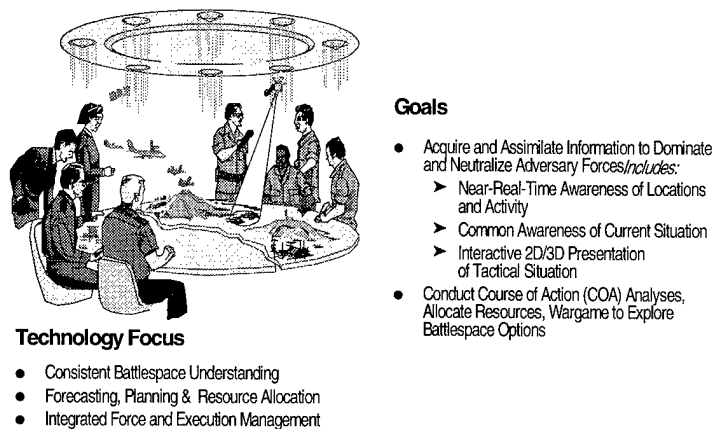 Goals
● Acquire and Assimilate Information to Dominate
and Neutralize Adversary Forces/Includes:
➤ Near-Real-Time Awareness of Locations
and Activity
➤ Common Awareness of Current Situation
➤ Interactive 2D/3D Presentation
of Tactical Situation
● Conduct Course of Action (COA) Analyses,
Allocate Resources, Wargame to Explore
Battlespace Options
Technology Focus
● Consistent Battlespace Understanding
● Forecasting, Planning & Resource Allocation
● Integrated Force and Execution Management